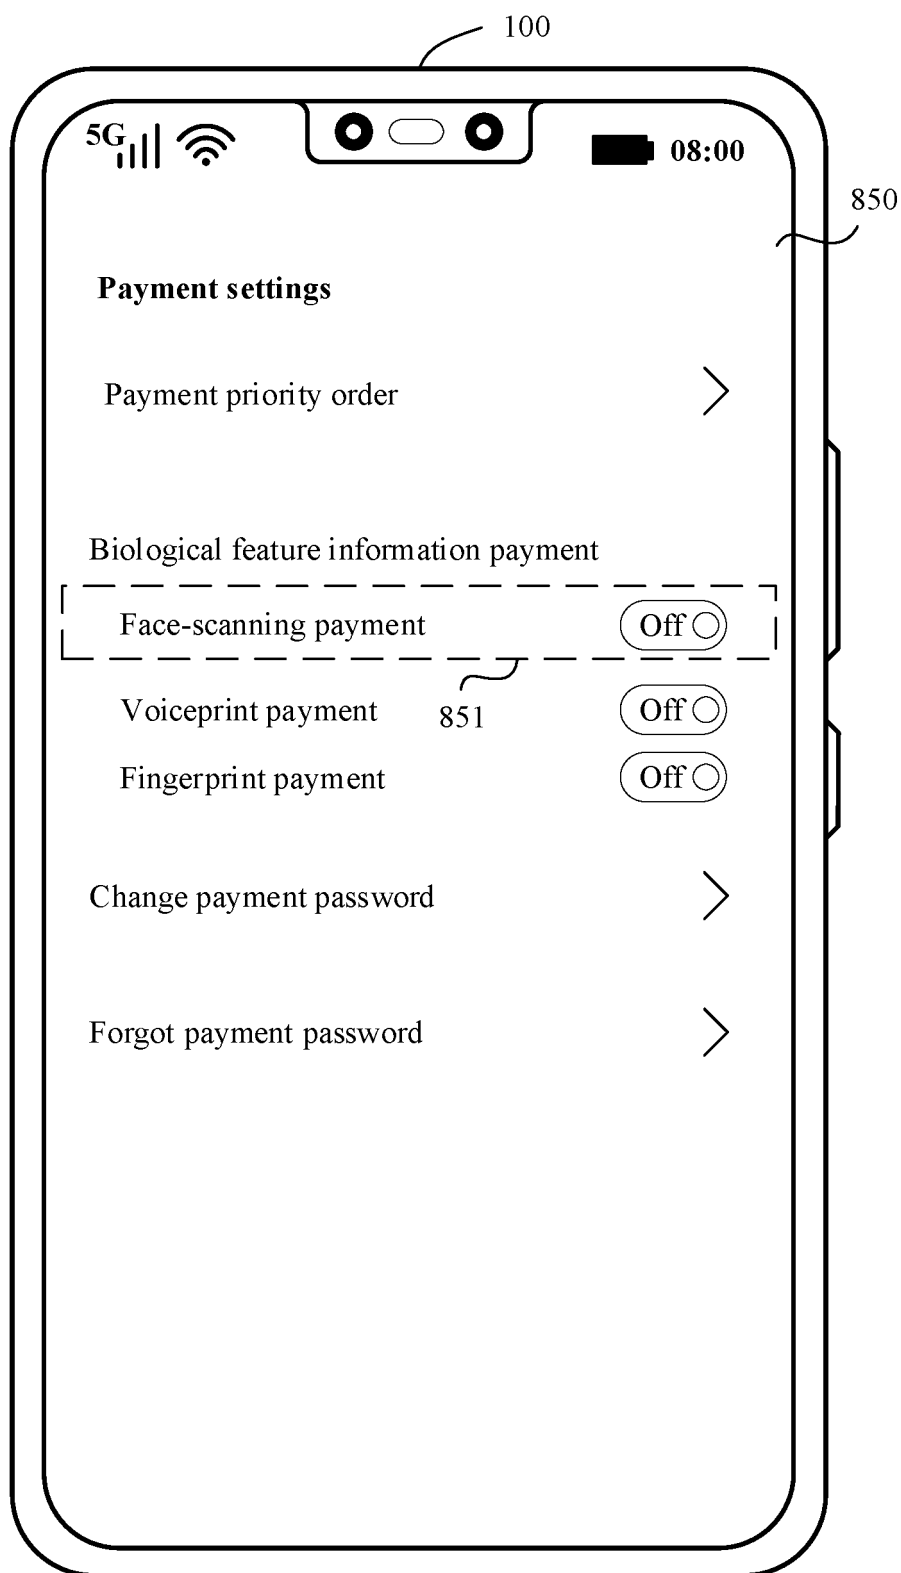 100
5G
08:00
850
Payment settings
Payment priority order
Biological feature information payment
Face-scanning payment Off
851
Voiceprint payment Off
Fingerprint payment Off
Change payment password
Forgot payment password